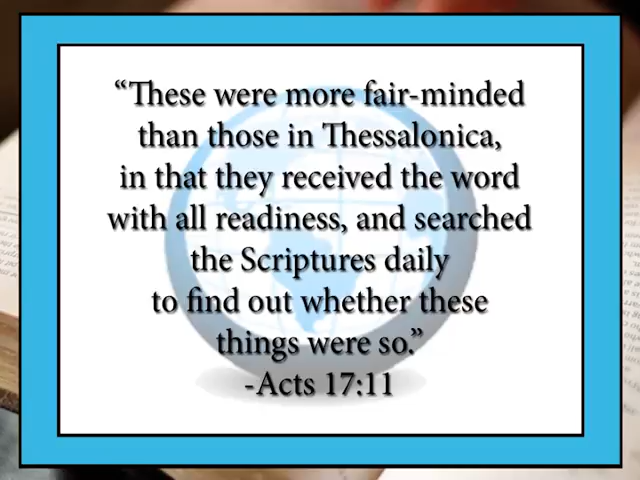 “These were more fair-minded
than those in Thessalonica,
in that they received the word
with all readiness, and searched
the Scriptures daily
to find out whether these
things were so.”
-Acts 17:11